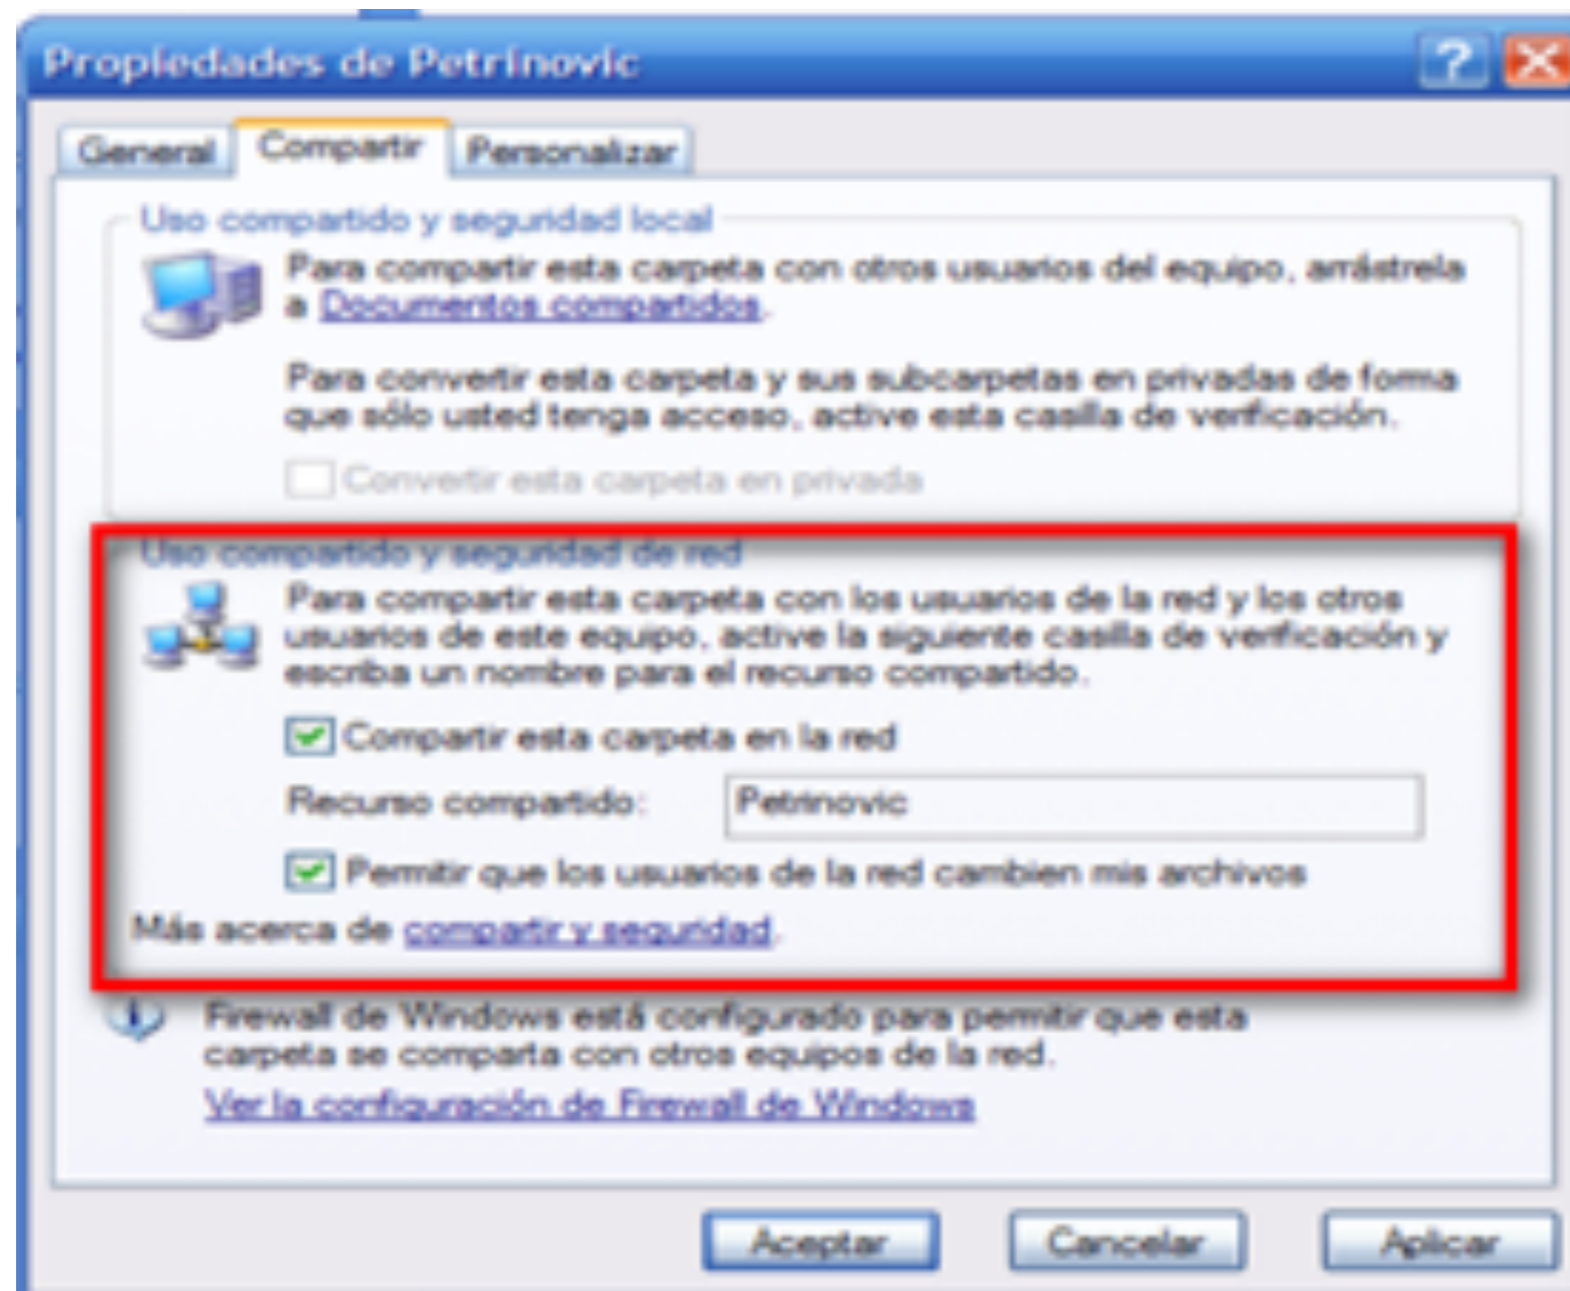 Propiedades de Petrinovic
General
Compartir
Personalizar
Uso compartido y seguridad local
Para compartir esta carpeta con otros usuarios del equipo, arrástrela
a Documentos compartidos.
Para convertir esta carpeta y sus subcarpetas en privadas de forma
que sólo usted tenga acceso, active esta casilla de verificación.
Convertir esta carpeta en privada
Uso compartido y seguridad de red
Para compartir esta carpeta con los usuarios de la red y los otros
usuarios de este equipo, active la siguiente casilla de verificación y
escriba un nombre para el recurso compartido.
Compartir esta carpeta en la red
Recurso compartido:
Petrinovic
Permitir que los usuarios de la red cambien mis archivos
Más acerca de compartir y seguridad.
Firewall de Windows está configurado para permitir que esta
carpeta se comparta con otros equipos de la red.
Ver la configuración de Firewall de Windows
Aceptar
Cancelar
Aplicar